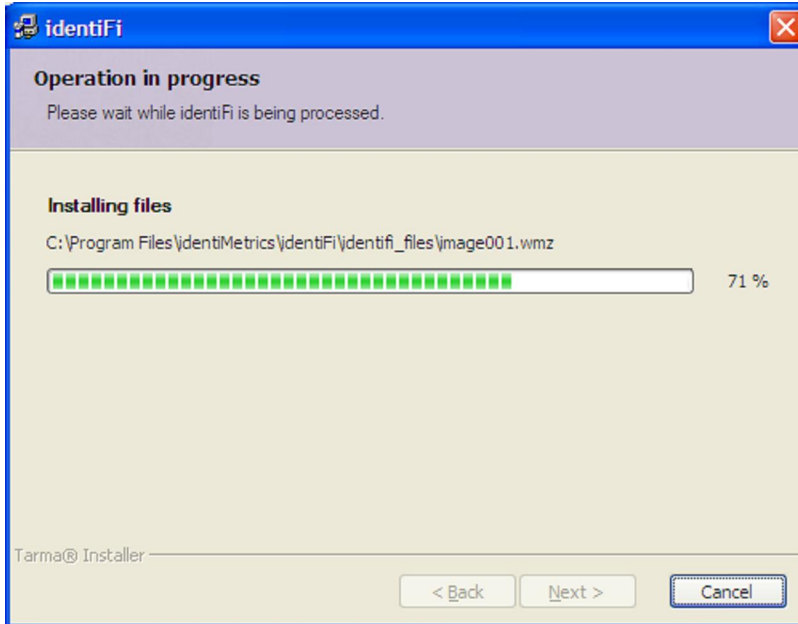 identiFi
Operation in progress
Please wait while identiFi is being processed.
Installing files
C:\Program Files\identiMetrics\identiFi\identifi_files\image001.wmz
71 %
Tarma® Installer
< Back
Next >
Cancel